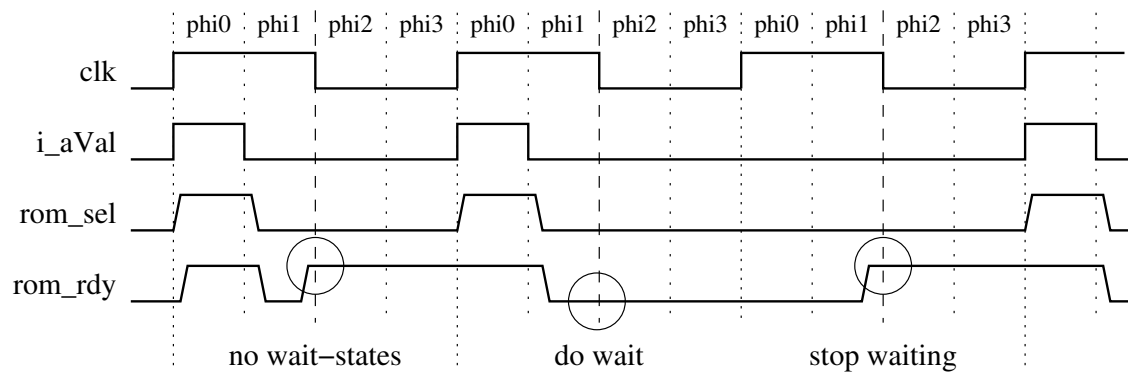 phi0 phi1 phi2 phi3 phi0 phi1 phi2 phi3 phi0 phi1 phi2 phi3
clk
i_aVal
rom_sel
rom_rdy
no wait−states do wait stop waiting